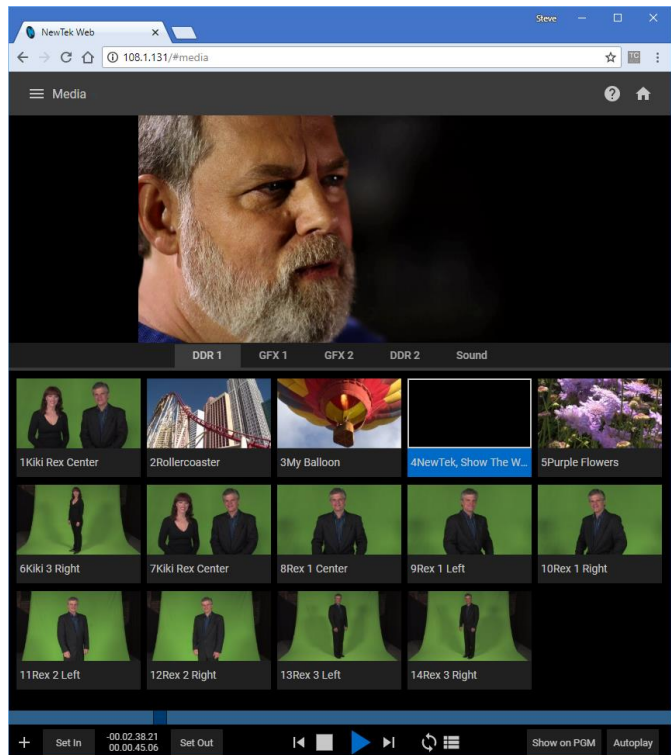 Steve
NewTek Web
108.1.131/#media
TC
Media
DDR 1 GFX 1 GFX 2 DDR 2 Sound
1Kiki Rex Center 2Rollercoaster 3My Balloon 4NewTek, Show The W... 5Purple Flowers
6Kiki 3 Right 7Kiki Rex Center 8Rex 1 Center 9Rex 1 Left 10Rex 1 Right
11Rex 2 Left 12Rex 2 Right 13Rex 3 Left 14Rex 3 Right
Set In -00.02.38.21 Set Out Show on PGM Autoplay
00.00.45.06